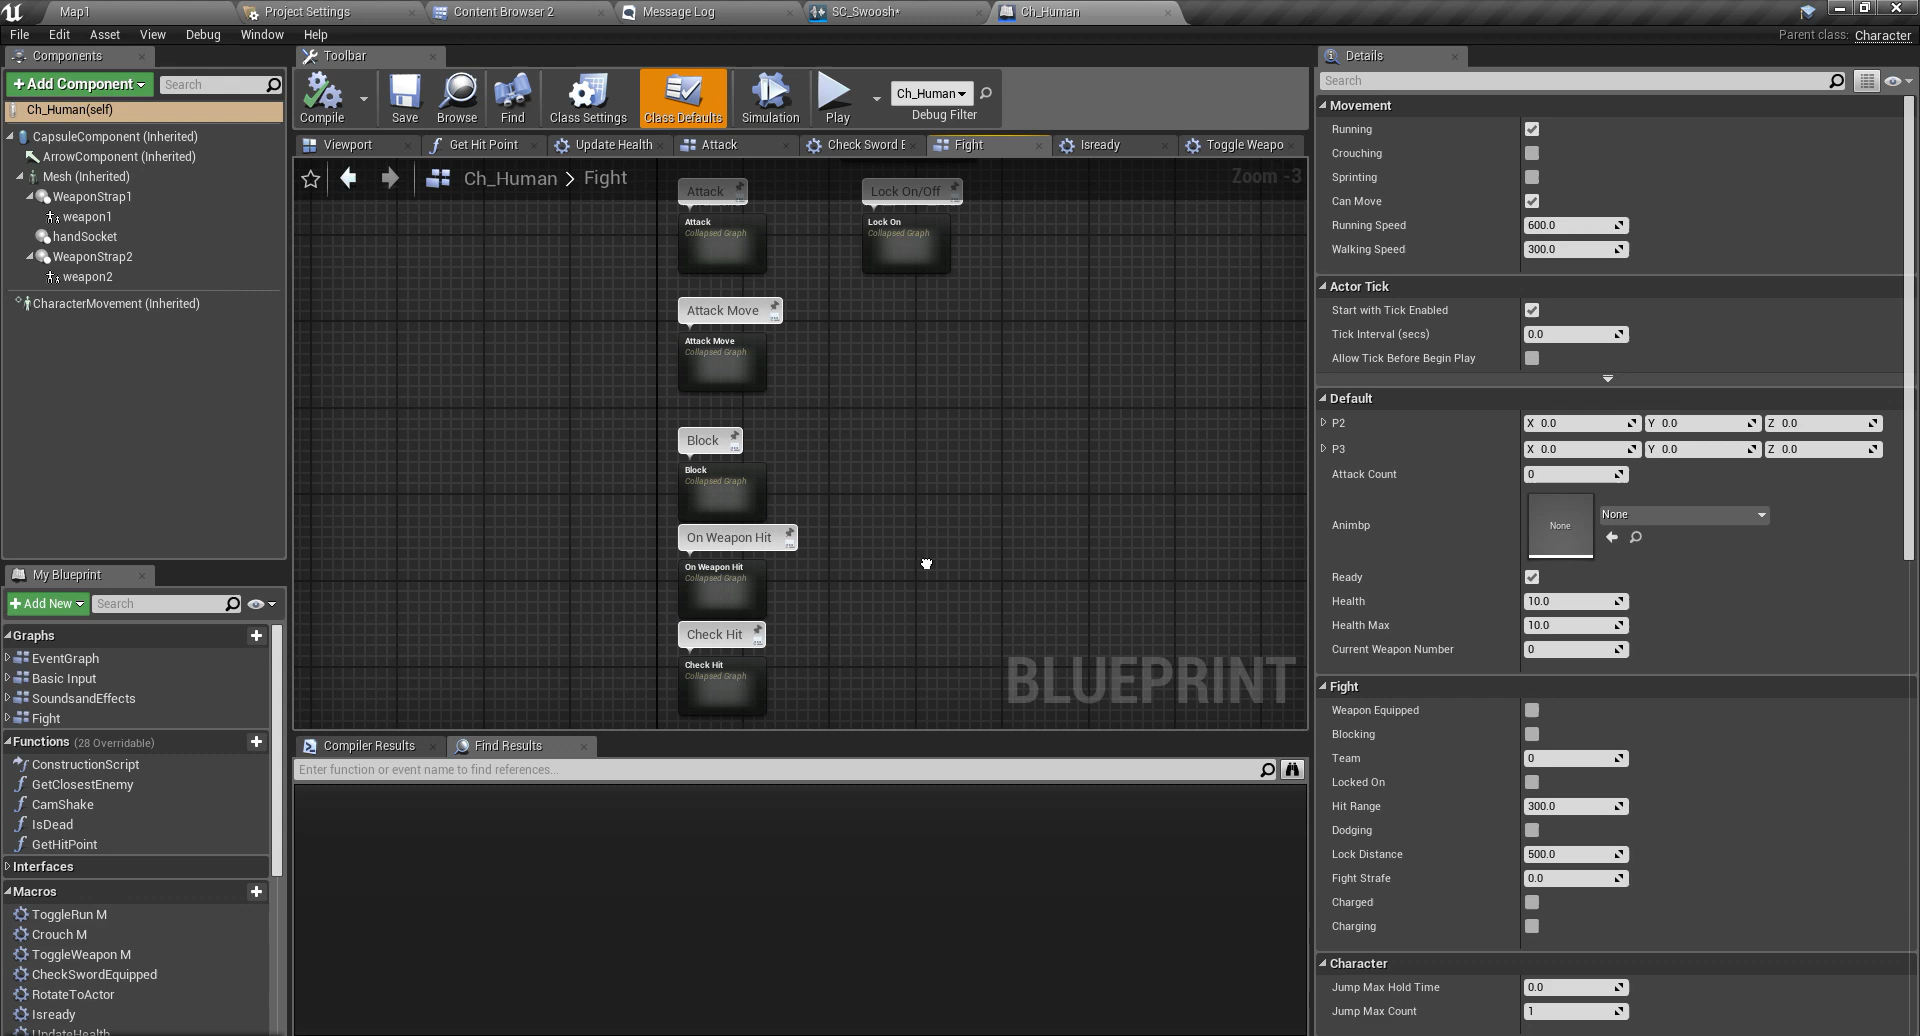 Map1
Project Settings
Content Browser 2
Message Log
SC_Swoosh*
Ch_Human
File
Edit
Asset
View
Debug
Window
Help
Parent class: Character
Components
+ Add Component
Search
Ch_Human(self)
CapsuleComponent (Inherited)
ArrowComponent (Inherited)
Mesh (Inherited)
WeaponStrap1
weapon1
handSocket
WeaponStrap2
weapon2
CharacterMovement (Inherited)
My Blueprint
+ Add New
Search
Graphs
EventGraph
Basic Input
SoundsandEffects
Fight
Functions (28 Overridable)
ConstructionScript
GetClosestEnemy
CamShake
IsDead
GetHitPoint
Interfaces
Macros
ToggleRun M
Crouch M
ToggleWeapon M
CheckSwordEquipped
RotateToActor
Isready
UpdateHealth
Toolbar
Compile
Save
Browse
Find
Class Settings
Class Defaults
Simulation
Play
Ch_Human
Debug Filter
Viewport
Get Hit Point
Update Health
Attack
Check Sword E
Fight
Isready
Toggle Weapo
Ch_Human > Fight
Zoom -3
Attack
Attack
Collapsed Graph
Lock On/Off
Lock On
Collapsed Graph
Attack Move
Attack Move
Collapsed Graph
Block
Block
Collapsed Graph
On Weapon Hit
On Weapon Hit
Collapsed Graph
Check Hit
Check Hit
Collapsed Graph
BLUEPRINT
Compiler Results
Find Results
Enter function or event name to find references...
Details
Search
Movement
Running
Crouching
Sprinting
Can Move
Running Speed 600.0
Walking Speed 300.0
Actor Tick
Start with Tick Enabled
Tick Interval (secs) 0.0
Allow Tick Before Begin Play
Default
P2 X 0.0 Y 0.0 Z 0.0
P3 X 0.0 Y 0.0 Z 0.0
Attack Count 0
Animbp None None
Ready
Health 10.0
Health Max 10.0
Current Weapon Number 0
Fight
Weapon Equipped
Blocking
Team 0
Locked On
Hit Range 300.0
Dodging
Lock Distance 500.0
Fight Strafe 0.0
Charged
Charging
Character
Jump Max Hold Time 0.0
Jump Max Count 1